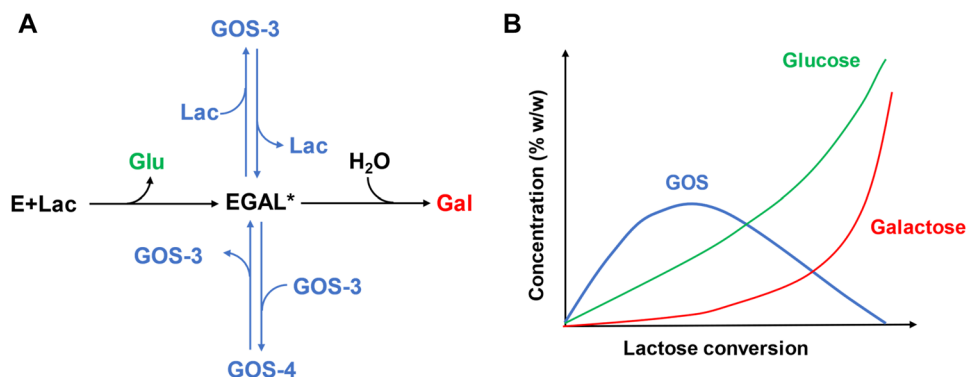 A
GOS-3
Lac
Lac
Glu
H₂O
E+Lac
EGAL*
Gal
GOS-3
GOS-3
GOS-4
B
Concentration (% w/w)
Glucose
GOS
Galactose
Lactose conversion